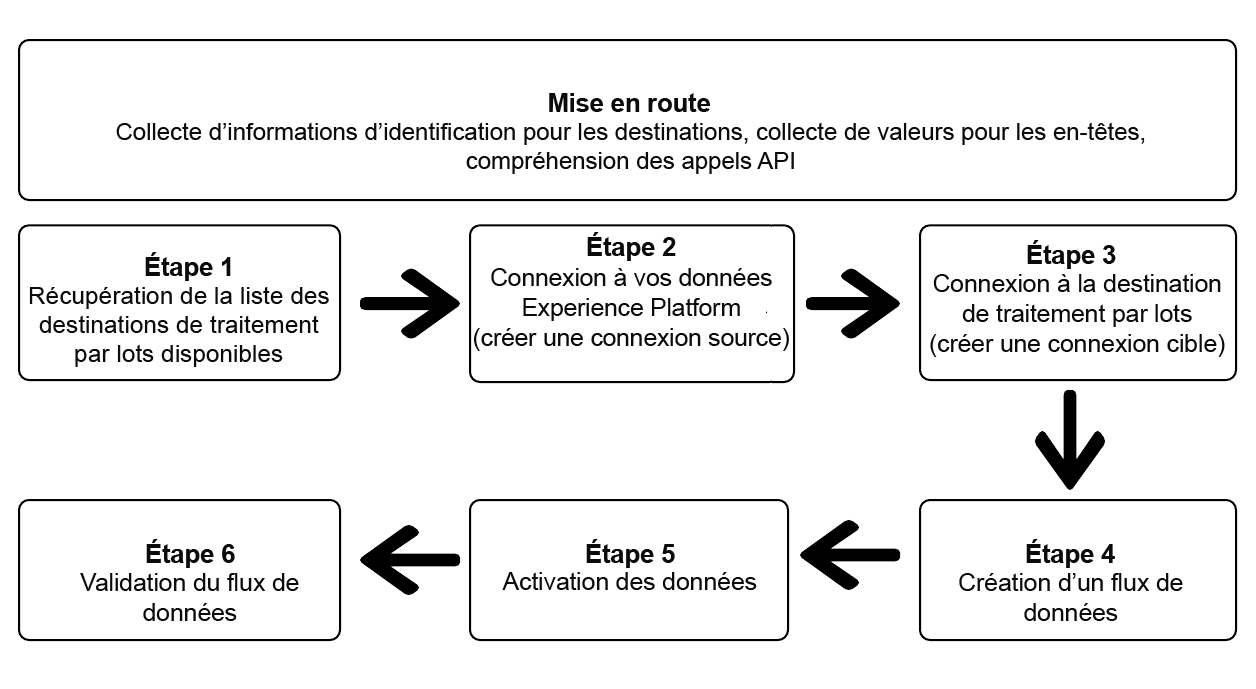 Mise en route
Collecte d’informations d’identification pour les destinations, collecte de valeurs pour les en-têtes,
compréhension des appels API
Étape 1
Récupération de la liste des
destinations de traitement
par lots disponibles
Étape 2
Connexion à vos données
Experience Platform
(créer une connexion source)
Étape 3
Connexion à la destination
de traitement par lots
(créer une connexion cible)
Étape 4
Création d’un flux de
données
Étape 5
Activation des données
Étape 6
Validation du flux de
données